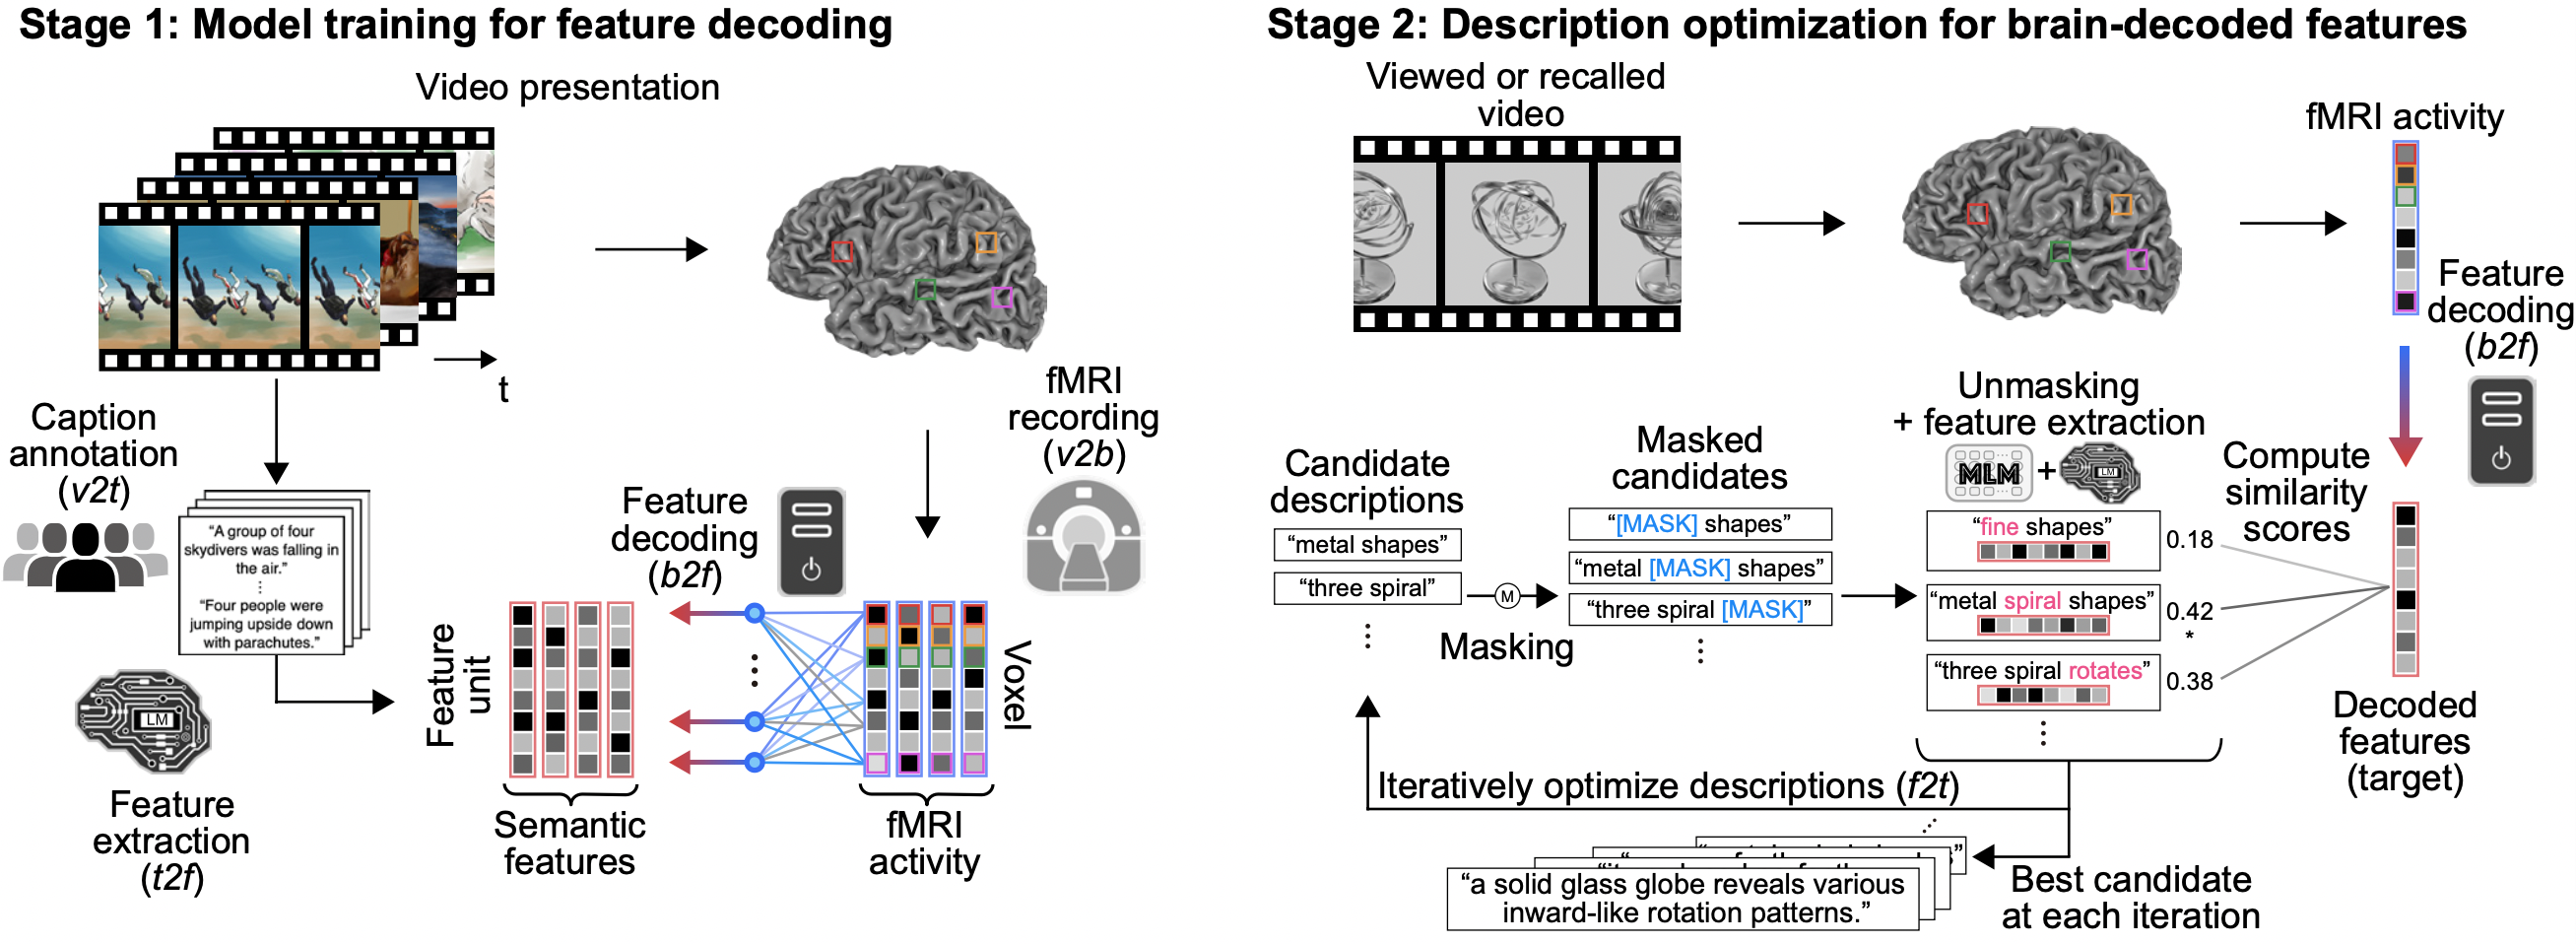 Stage 1: Model training for feature decoding
Video presentation
t
Caption
annotation
(v2t)
"A group of four
skydivers was falling in
the air."
"Four people were
jumping upside down
with parachutes."
LM
Feature
extraction
(t2f)
fMRI
recording
(v2b)
Feature
decoding
(b2f)
Feature
unit
Voxel
Semantic
features
fMRI
activity
Stage 2: Description optimization for brain-decoded features
Viewed or recalled
video
fMRI activity
Feature
decoding
(b2f)
Unmasking
+ feature extraction
MLM + LM
Candidate
descriptions
"metal shapes"
"three spiral"
M
Masking
Masked
candidates
"[MASK] shapes"
"metal [MASK] shapes"
"three spiral [MASK]"
"fine shapes"
0.18
"metal spiral shapes"
0.42
*
"three spiral rotates"
0.38
Compute
similarity
scores
Decoded
features
(target)
Iteratively optimize descriptions (f2t)
"a solid glass globe reveals various
inward-like rotation patterns."
Best candidate
at each iteration